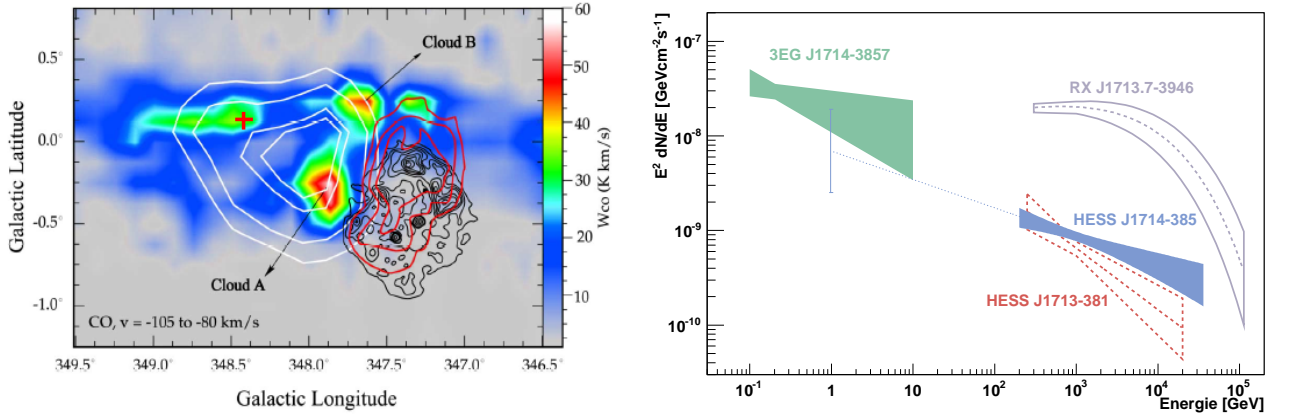 0.5°
0.0°
-0.5°
-1.0°
Galactic Latitude
Cloud B
Cloud A
CO, v = -105 to -80 km/s
349.5
349.0
348.5
348.0
347.5
347.0
346.5
Galactic Longitude
60
50
40
30
20
10
Wco (K km/s)
E² dN/dE [GeVcm⁻²s⁻¹]
10⁻⁷
10⁻⁸
10⁻⁹
10⁻¹⁰
3EG J1714-3857
RX J1713.7-3946
HESS J1714-385
HESS J1713-381
10⁻¹
1
10
10²
10³
10⁴
10⁵
Energie [GeV]